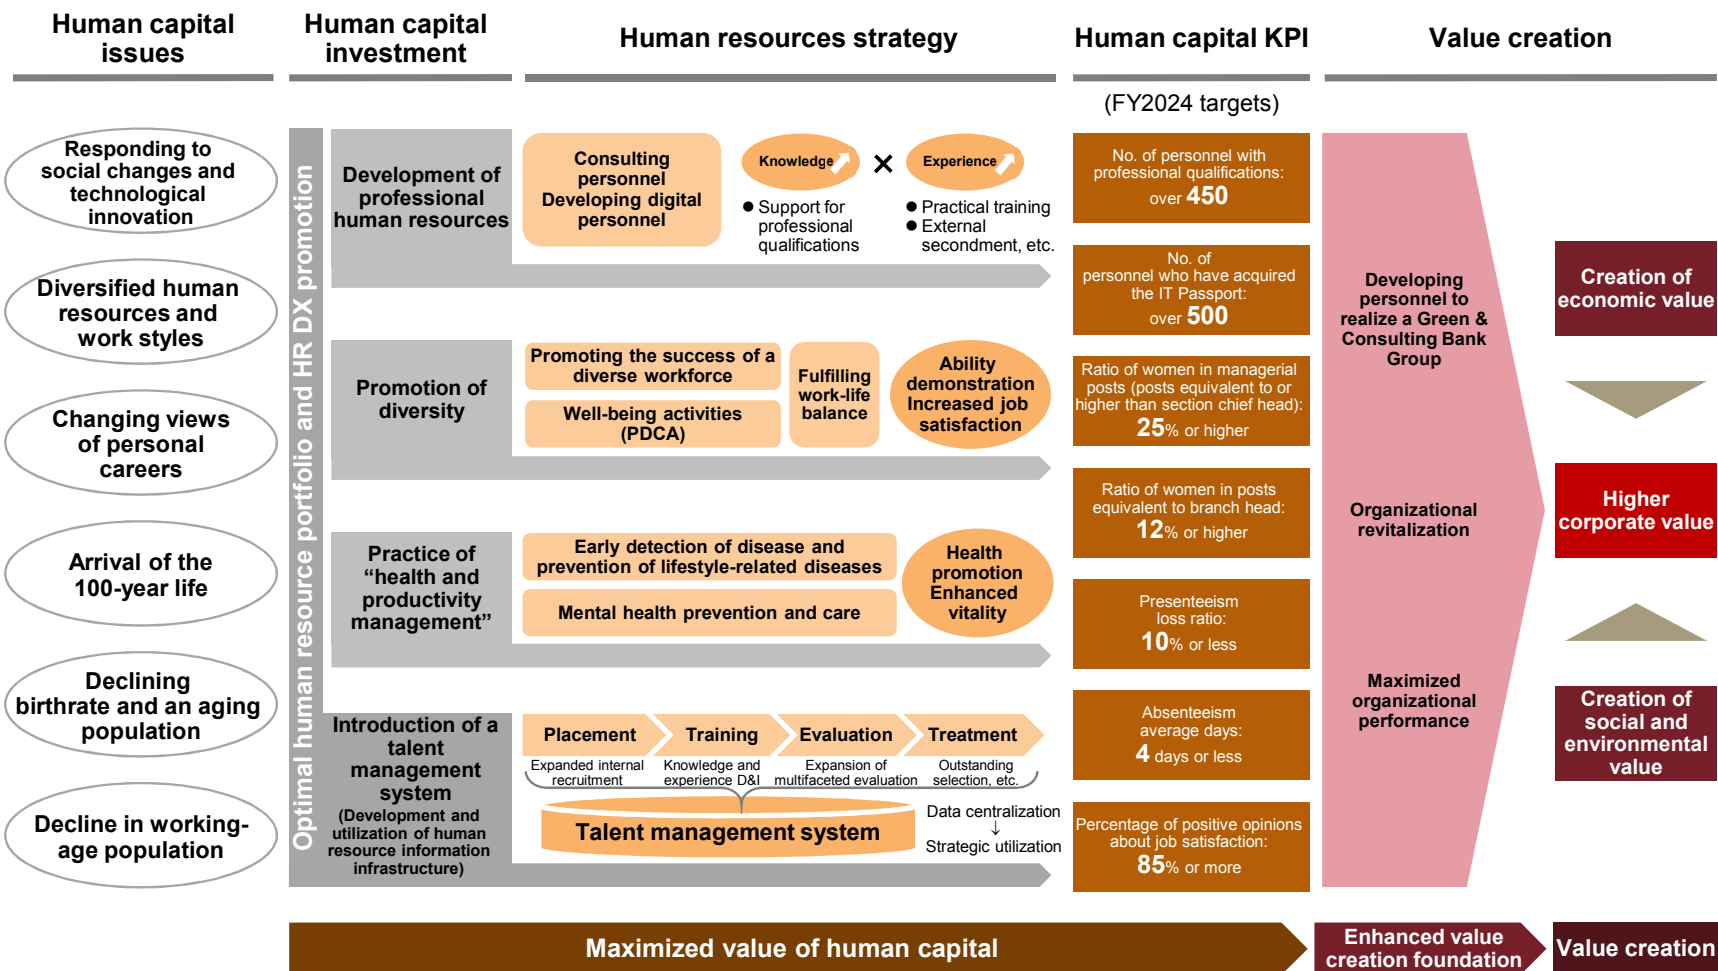 Human capital
issues
Human capital
investment
Human resources strategy
Human capital KPI
Value creation
(FY2024 targets)
Responding to
social changes and
technological
innovation
Diversified human
resources and
work styles
Changing views
of personal
careers
Arrival of the
100-year life
Declining
birthrate and an aging
population
Decline in working-
age population
Optimal human resource portfolio and HR DX promotion
Development of
professional
human resources
Consulting
personnel
Developing digital
personnel
Knowledge
×
Experience
● Support for
professional
qualifications
● Practical training
● External
secondment, etc.
Promotion of
diversity
Promoting the success of a
diverse workforce
Well-being activities
(PDCA)
Fulfilling
work-life
balance
Ability
demonstration
Increased job
satisfaction
Practice of
“health and
productivity
management”
Early detection of disease and
prevention of lifestyle-related diseases
Mental health prevention and care
Health
promotion
Enhanced
vitality
Introduction of a
talent
management
system
(Development and
utilization of human
resource information
infrastructure)
Placement
Training
Evaluation
Treatment
Expanded internal
recruitment
Knowledge and
experience D&I
Expansion of
multifaceted evaluation
Outstanding
selection, etc.
Talent management system
Data centralization
↓
Strategic utilization
No. of personnel with
professional qualifications:
over 450
No. of
personnel who have acquired
the IT Passport:
over 500
Ratio of women in managerial
posts (posts equivalent to or
higher than section chief head):
25% or higher
Ratio of women in posts
equivalent to branch head:
12% or higher
Presenteeism
loss ratio:
10% or less
Absenteeism
average days:
4 days or less
Percentage of positive opinions
about job satisfaction:
85% or more
Developing
personnel to
realize a Green &
Consulting Bank
Group
Organizational
revitalization
Maximized
organizational
performance
Creation of
economic value
Higher
corporate value
Creation of
social and
environmental
value
Maximized value of human capital
Enhanced value
creation foundation
Value creation